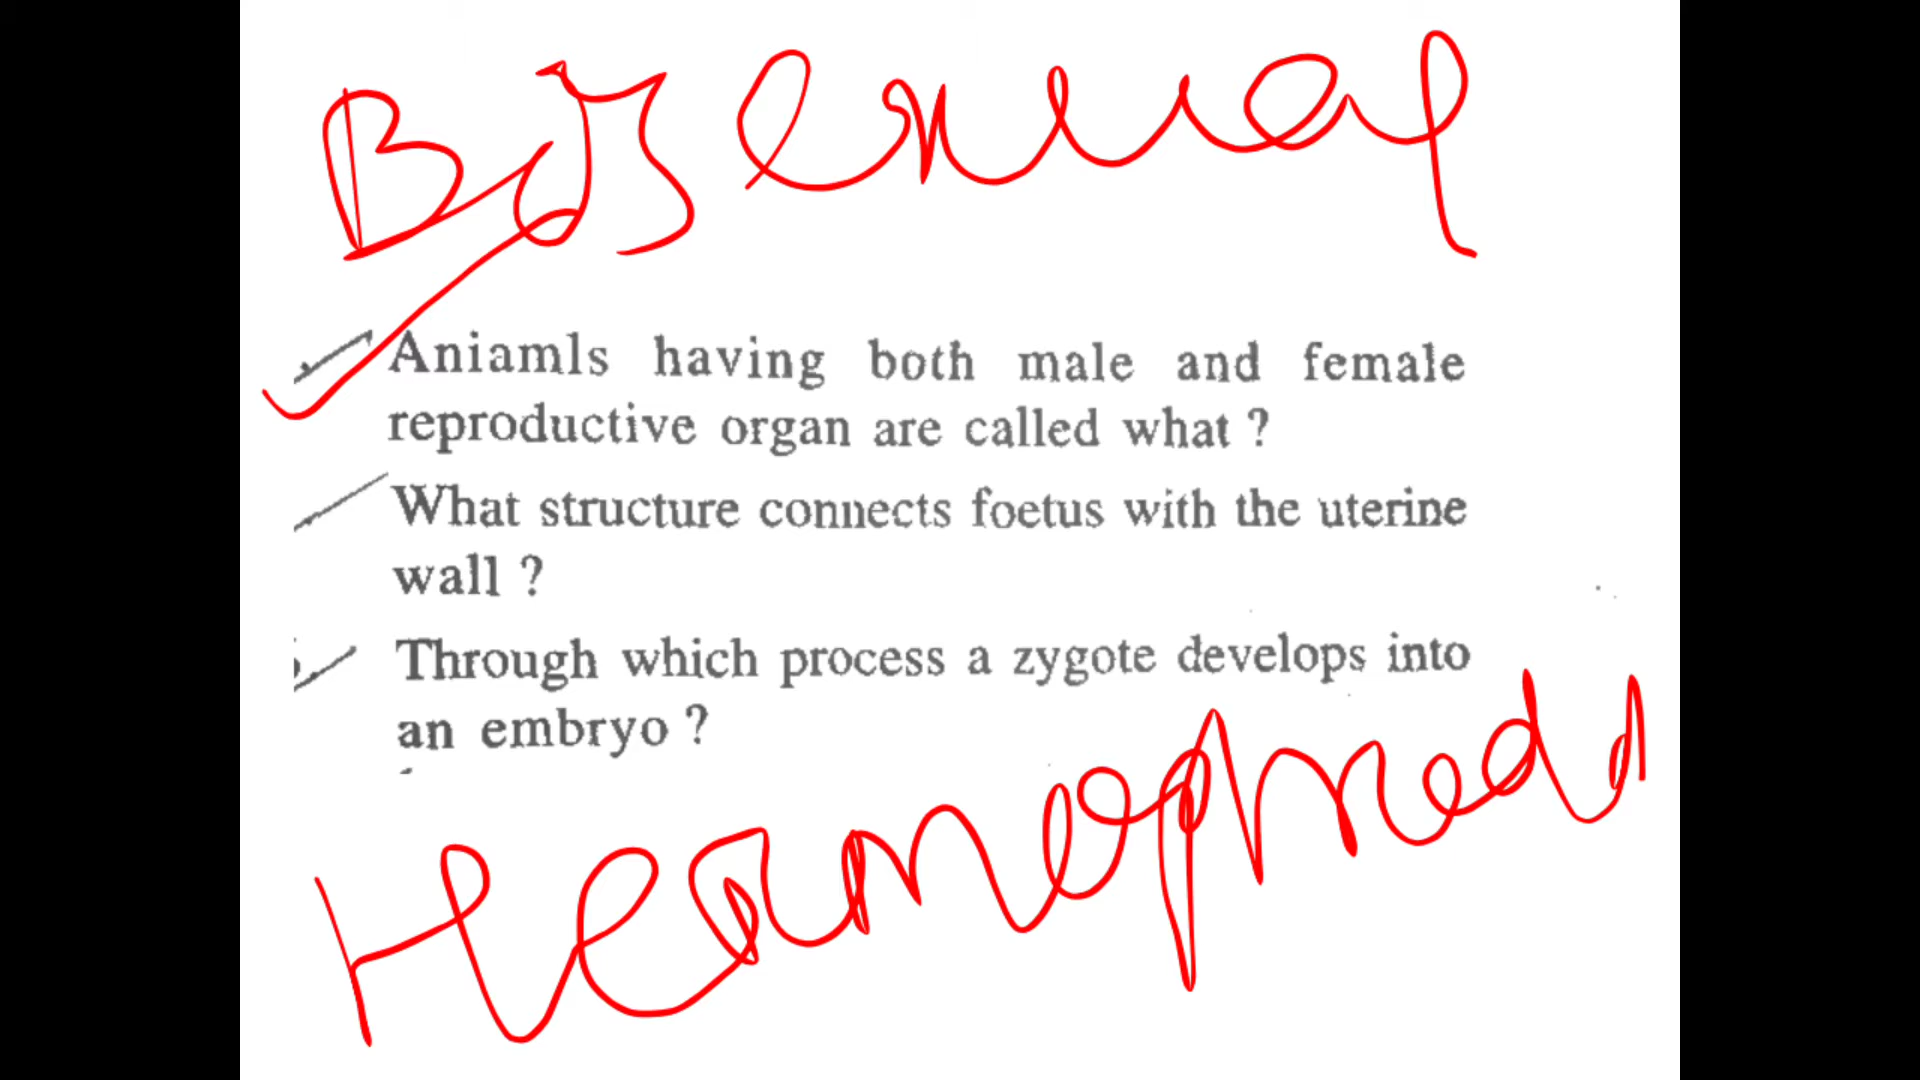 Bisexual
Aniamls having both male and female
reproductive organ are called what ?
What structure connects foetus with the uterine
wall ?
Through which process a zygote develops into
an embryo ?